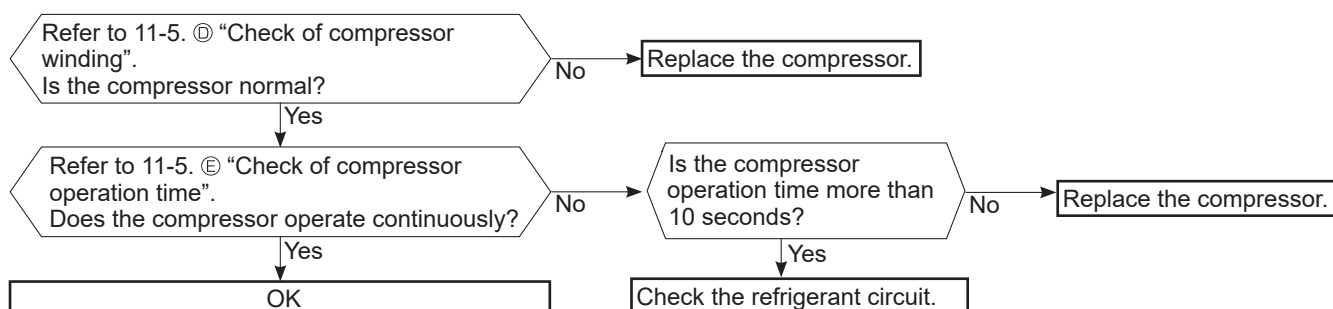 Refer to 11-5. Ⓓ “Check of compressor
winding”.
Is the compressor normal?
No
Replace the compressor.
Yes
Refer to 11-5. Ⓔ “Check of compressor
operation time”.
Does the compressor operate continuously?
No
Is the compressor
operation time more than
10 seconds?
No
Replace the compressor.
Yes
Yes
OK
Check the refrigerant circuit.